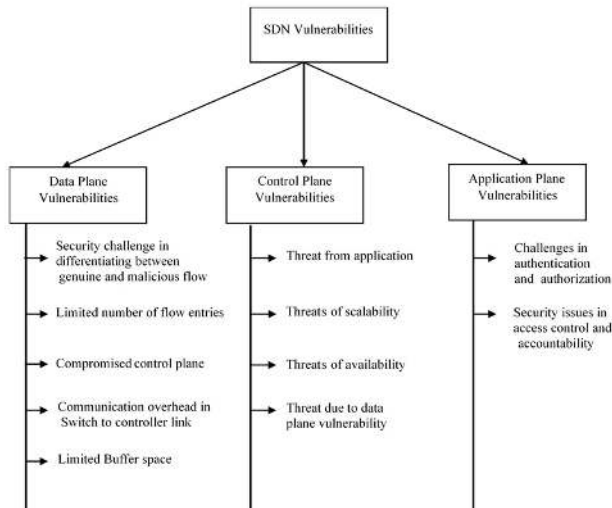 SDN Vulnerabilities
Data Plane
Vulnerabilities
Security challenge in
differentiating between
genuine and malicious flow
Limited number of flow entries
Compromised control plane
Communication overhead in
Switch to controller link
Limited Buffer space
Control Plane
Vulnerabilities
Threat from application
Threats of scalability
Threats of availability
Threat due to data
plane vulnerability
Application Plane
Vulnerabilities
Challenges in
authentication
and authorization
Security issues in
access control and
accountability